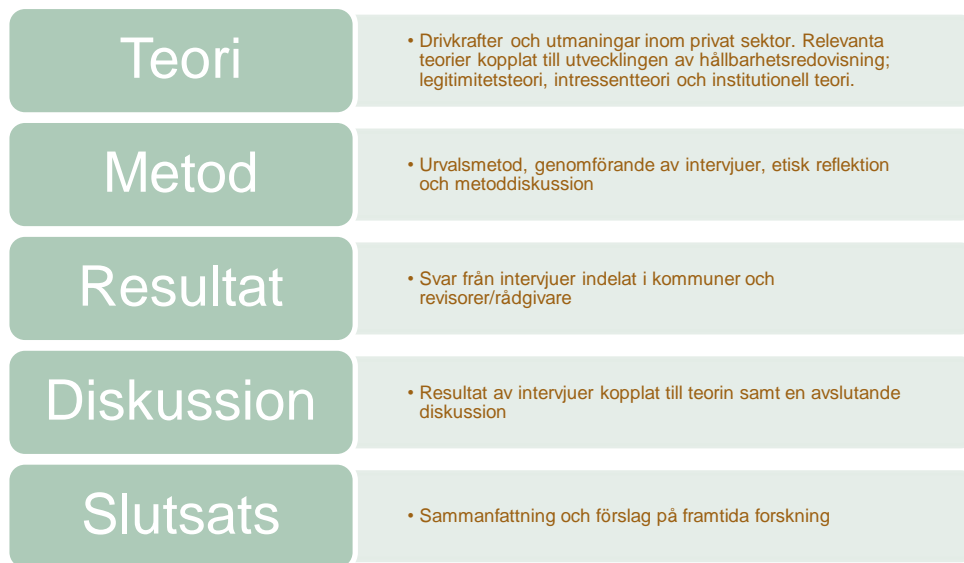 Teori
• Drivkrafter och utmaningar inom privat sektor. Relevanta
teorier kopplat till utvecklingen av hållbarhetsredovisning;
legitimitetsteori, intressentteori och institutionell teori.
Metod
• Urvalsmetod, genomförande av intervjuer, etisk reflektion
och metoddiskussion
Resultat
• Svar från intervjuer indelat i kommuner och
revisorer/rådgivare
Diskussion
• Resultat av intervjuer kopplat till teorin samt en avslutande
diskussion
Slutsats
• Sammanfattning och förslag på framtida forskning